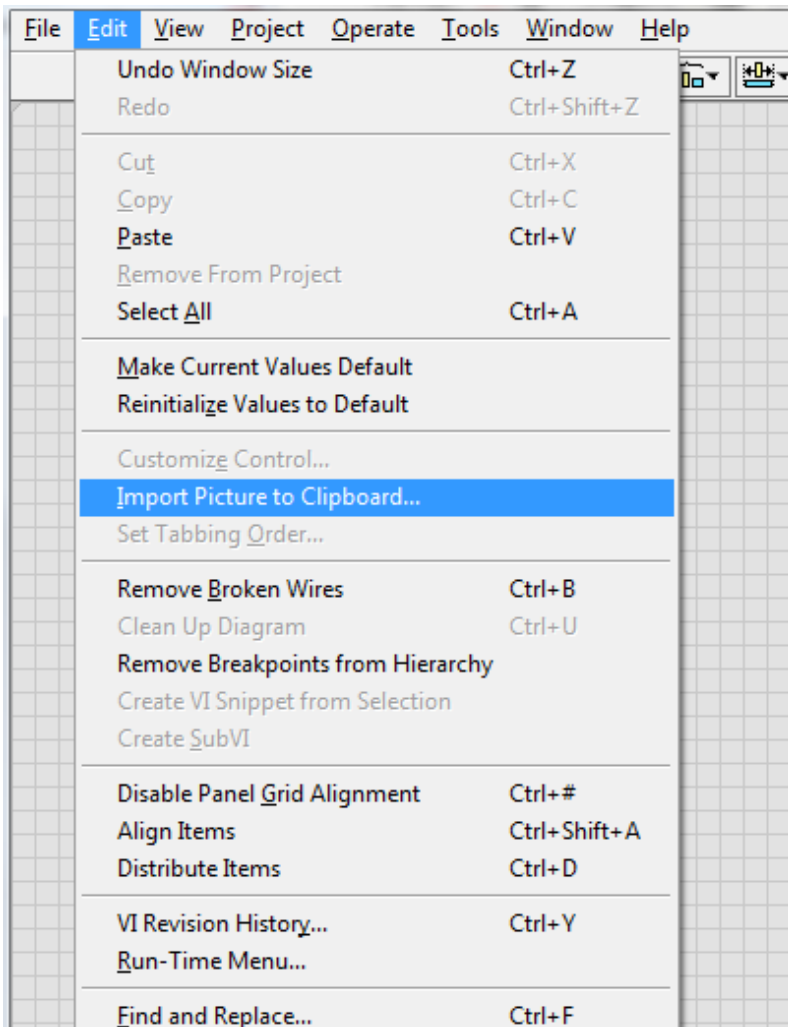 File Edit View Project Operate Tools Window Help
Undo Window Size Ctrl+Z
Redo Ctrl+Shift+Z
Cut Ctrl+X
Copy Ctrl+C
Paste Ctrl+V
Remove From Project
Select All Ctrl+A
Make Current Values Default
Reinitialize Values to Default
Customize Control...
Import Picture to Clipboard...
Set Tabbing Order...
Remove Broken Wires Ctrl+B
Clean Up Diagram Ctrl+U
Remove Breakpoints from Hierarchy
Create VI Snippet from Selection
Create SubVI
Disable Panel Grid Alignment Ctrl+#
Align Items Ctrl+Shift+A
Distribute Items Ctrl+D
VI Revision History... Ctrl+Y
Run-Time Menu...
Find and Replace... Ctrl+F